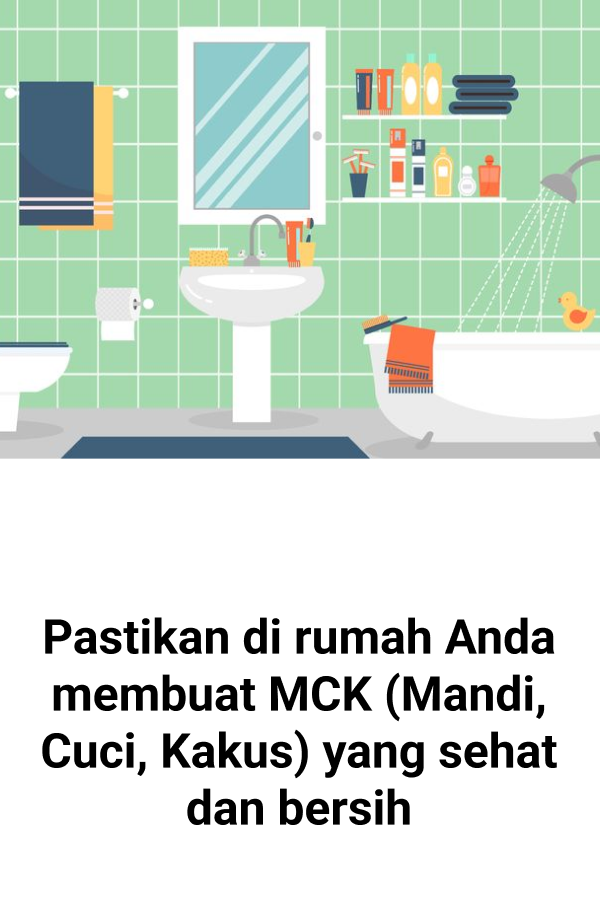 Pastikan di rumah Anda
membuat MCK (Mandi,
Cuci, Kakus) yang sehat
dan bersih